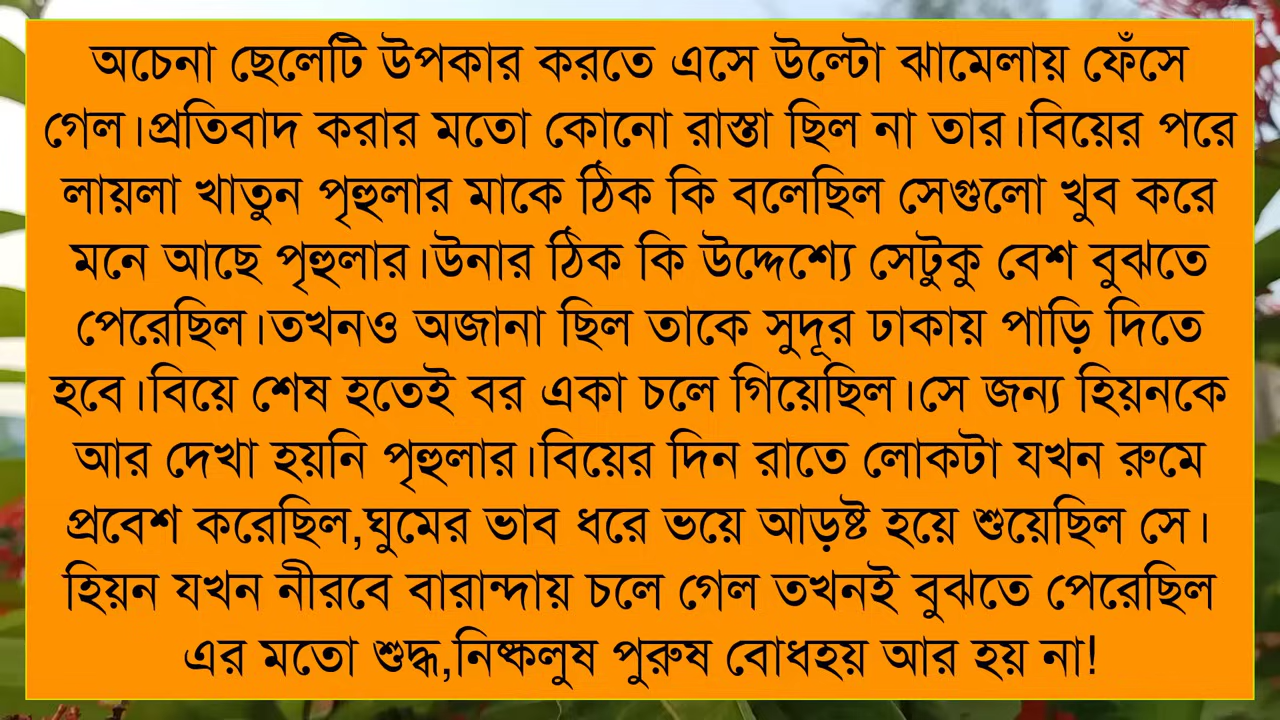 অচেনা ছেলেটি উপকার করতে এসে উল্টো ঝামেলায় ফেঁসে
গেল।প্রতিবাদ করার মতো কোনো রাস্তা ছিল না তার।বিয়ের পরে
লায়লা খাতুন পৃহুলার মাকে ঠিক কি বলেছিল সেগুলো খুব করে
মনে আছে পৃহুলার।উনার ঠিক কি উদ্দেশ্যে সেটুকু বেশ বুঝতে
পেরেছিল।তখনও অজানা ছিল তাকে সুদূর ঢাকায় পাড়ি দিতে
হবে।বিয়ে শেষ হতেই বর একা চলে গিয়েছিল।সে জন্য হিয়নকে
আর দেখা হয়নি পৃহুলার।বিয়ের দিন রাতে লোকটা যখন রুমে
প্রবেশ করেছিল,ঘুমের ভাব ধরে ভয়ে আড়ষ্ট হয়ে শুয়েছিল সে।
হিয়ন যখন নীরবে বারান্দায় চলে গেল তখনই বুঝতে পেরেছিল
এর মতো শুদ্ধ,নিষ্কলুষ পুরুষ বোধহয় আর হয় না!